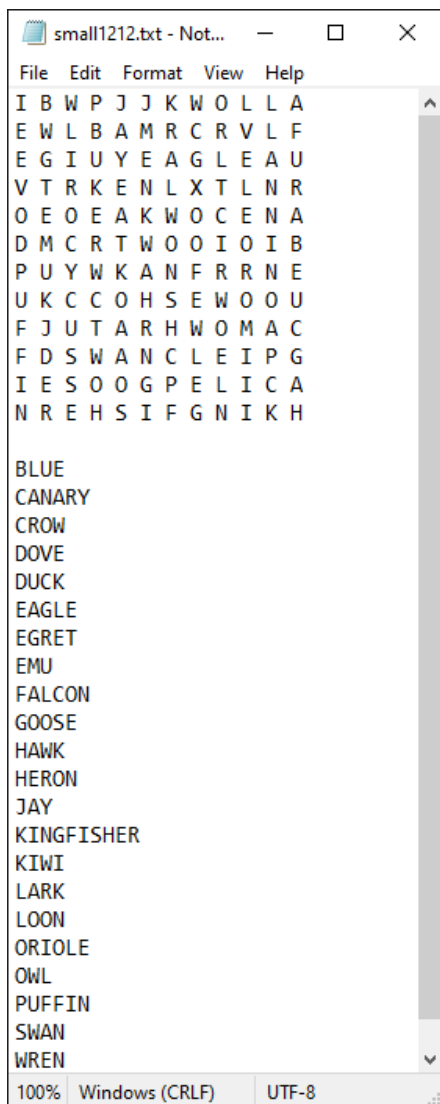 small1212.txt - Not...
File Edit Format View Help
I B W P J J K W O L L A
E W L B A M R C R V L F
E G I U Y E A G L E A U
V T R K E N L X T L N R
O E O E A K W O C E N A
D M C R T W O O I O I B
P U Y W K A N F R R N E
U K C C O H S E W O O U
F J U T A R H W O M A C
F D S W A N C L E I P G
I E S O O G P E L I C A
N R E H S I F G N I K H
BLUE
CANARY
CROW
DOVE
DUCK
EAGLE
EGRET
EMU
FALCON
GOOSE
HAWK
HERON
JAY
KINGFISHER
KIWI
LARK
LOON
ORIOLE
OWL
PUFFIN
SWAN
WREN
100% Windows (CRLF) UTF-8